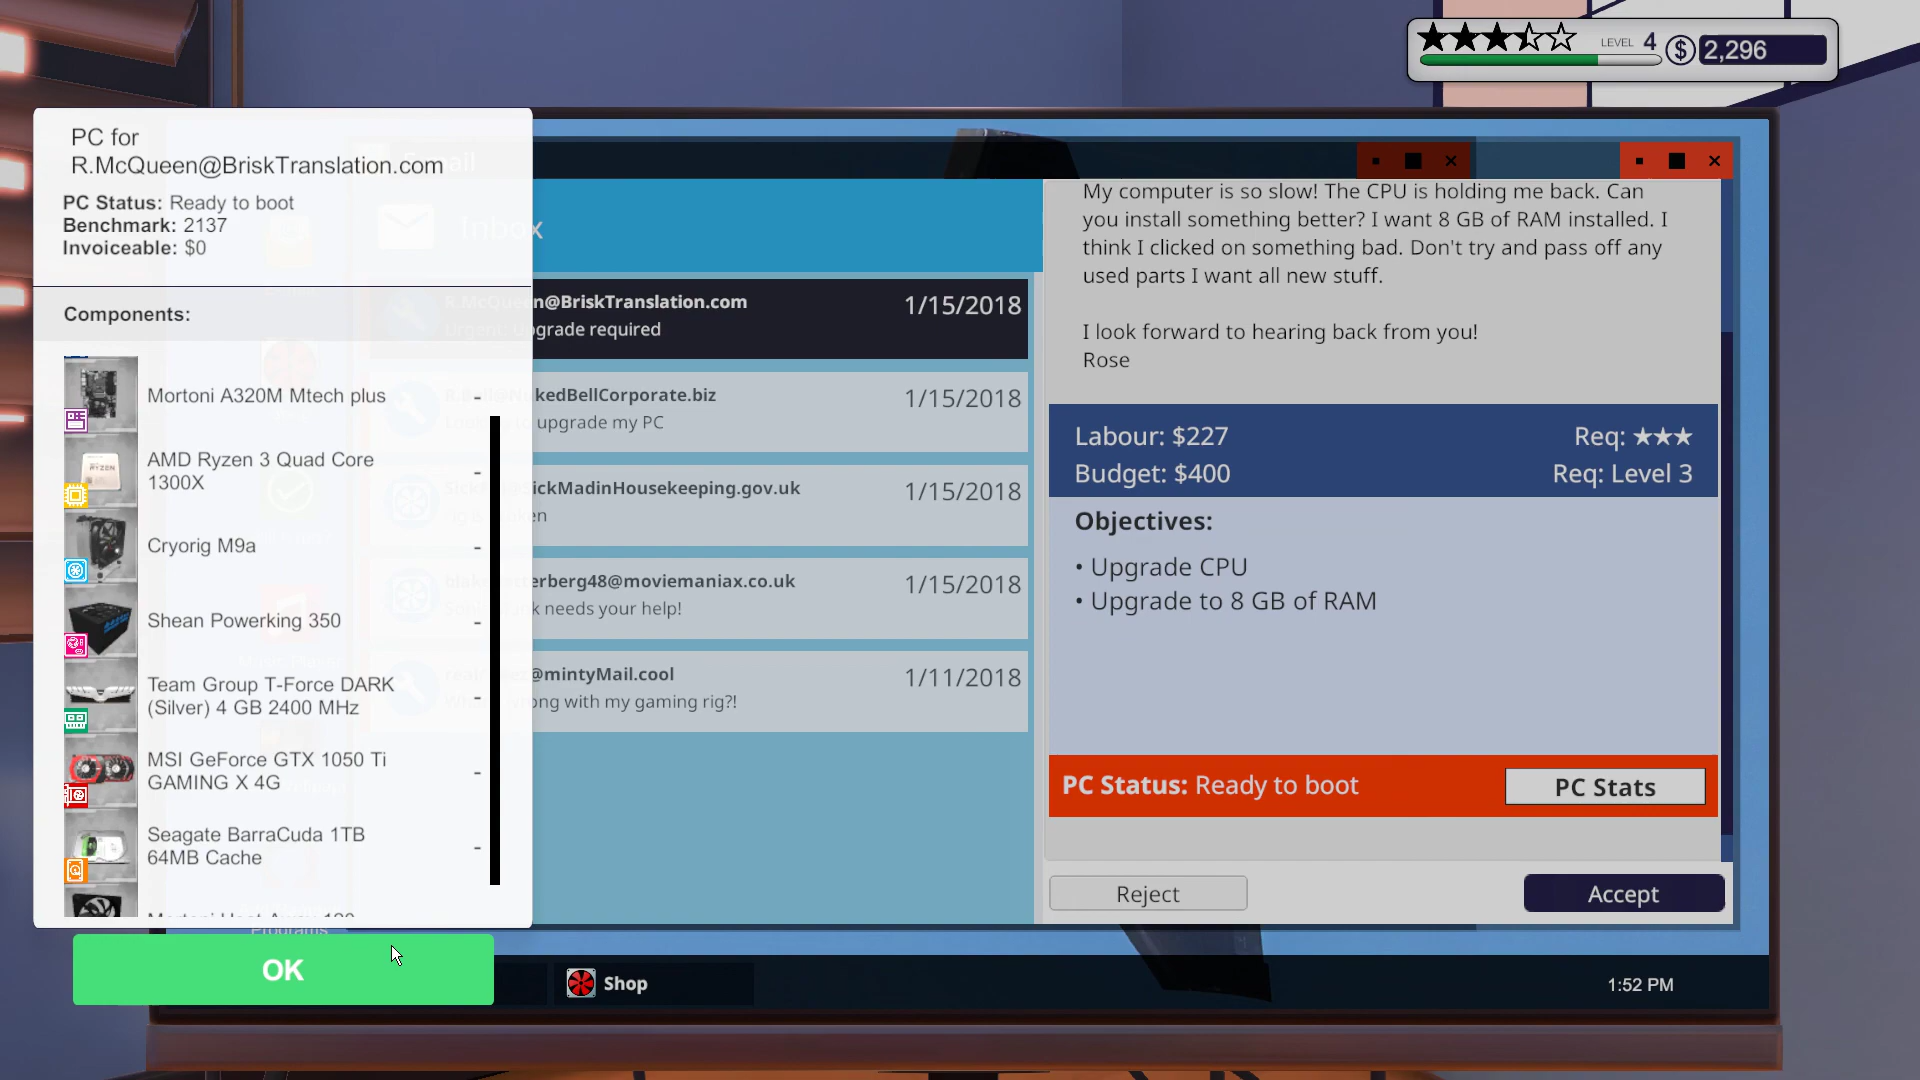 LEVEL 4 $ 2,296
PC for
R.McQueen@BriskTranslation.com
PC Status: Ready to boot
Benchmark: 2137
Invoiceable: $0
Components:
Mortoni A320M Mtech plus -
AMD Ryzen 3 Quad Core
1300X -
Cryorig M9a -
Shean Powerking 350 -
Team Group T-Force DARK
(Silver) 4 GB 2400 MHz -
MSI GeForce GTX 1050 Ti
GAMING X 4G -
Seagate BarraCuda 1TB
64MB Cache -
OK
Inbox
R.McQueen@BriskTranslation.com 1/15/2018
Urgent: Upgrade required
kedBellCorporate.biz 1/15/2018
upgrade my PC
ickMadinHousekeeping.gov.uk 1/15/2018
erberg48@moviemaniax.co.uk 1/15/2018
needs your help!
@mintyMail.cool 1/11/2018
with my gaming rig?!
My computer is so slow! The CPU is holding me back. Can
you install something better? I want 8 GB of RAM installed. I
think I clicked on something bad. Don't try and pass off any
used parts I want all new stuff.
I look forward to hearing back from you!
Rose
Labour: $227 Req: ★★★
Budget: $400 Req: Level 3
Objectives:
• Upgrade CPU
• Upgrade to 8 GB of RAM
PC Status: Ready to boot PC Stats
Reject Accept
Programs
Shop
1:52 PM